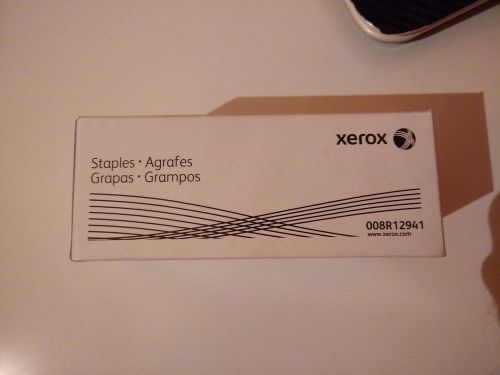 xerox
Staples • Agrafes
Grapas • Grampos
008R12941
www.xerox.com